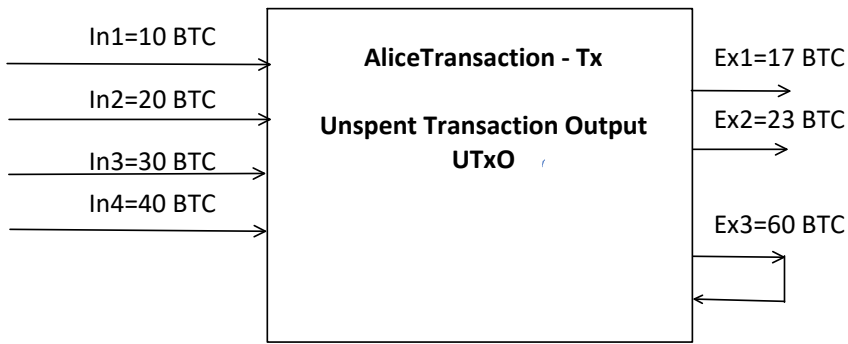 In1=10 BTC
In2=20 BTC
In3=30 BTC
In4=40 BTC
AliceTransaction - Tx
Unspent Transaction Output
UTxO
Ex1=17 BTC
Ex2=23 BTC
Ex3=60 BTC